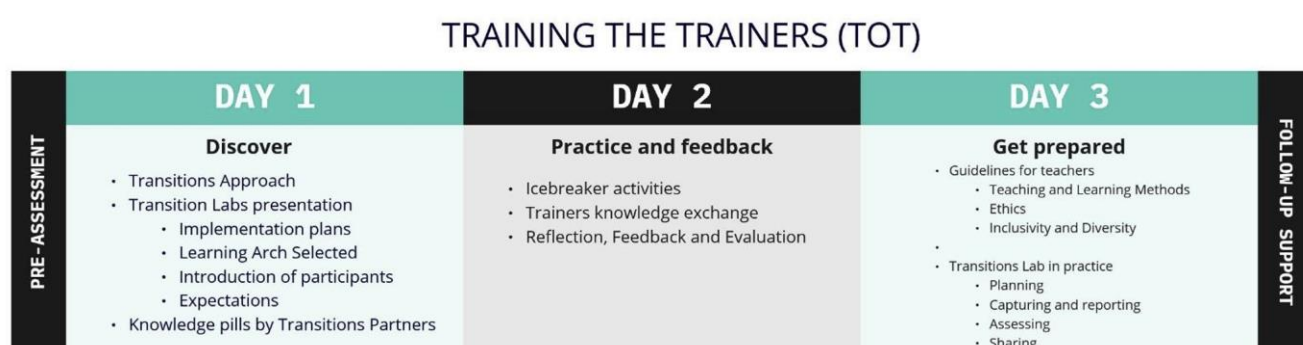 TRAINING THE TRAINERS (TOT)
PRE-ASSESSMENT
DAY 1
Discover
• Transitions Approach
• Transition Labs presentation
• Implementation plans
• Learning Arch Selected
• Introduction of participants
• Expectations
• Knowledge pills by Transitions Partners
DAY 2
Practice and feedback
• Icebreaker activities
• Trainers knowledge exchange
• Reflection, Feedback and Evaluation
DAY 3
Get prepared
• Guidelines for teachers
• Teaching and Learning Methods
• Ethics
• Inclusivity and Diversity
•
• Transitions Lab in practice
• Planning
• Capturing and reporting
• Assessing
• Sharing
FOLLOW-UP SUPPORT